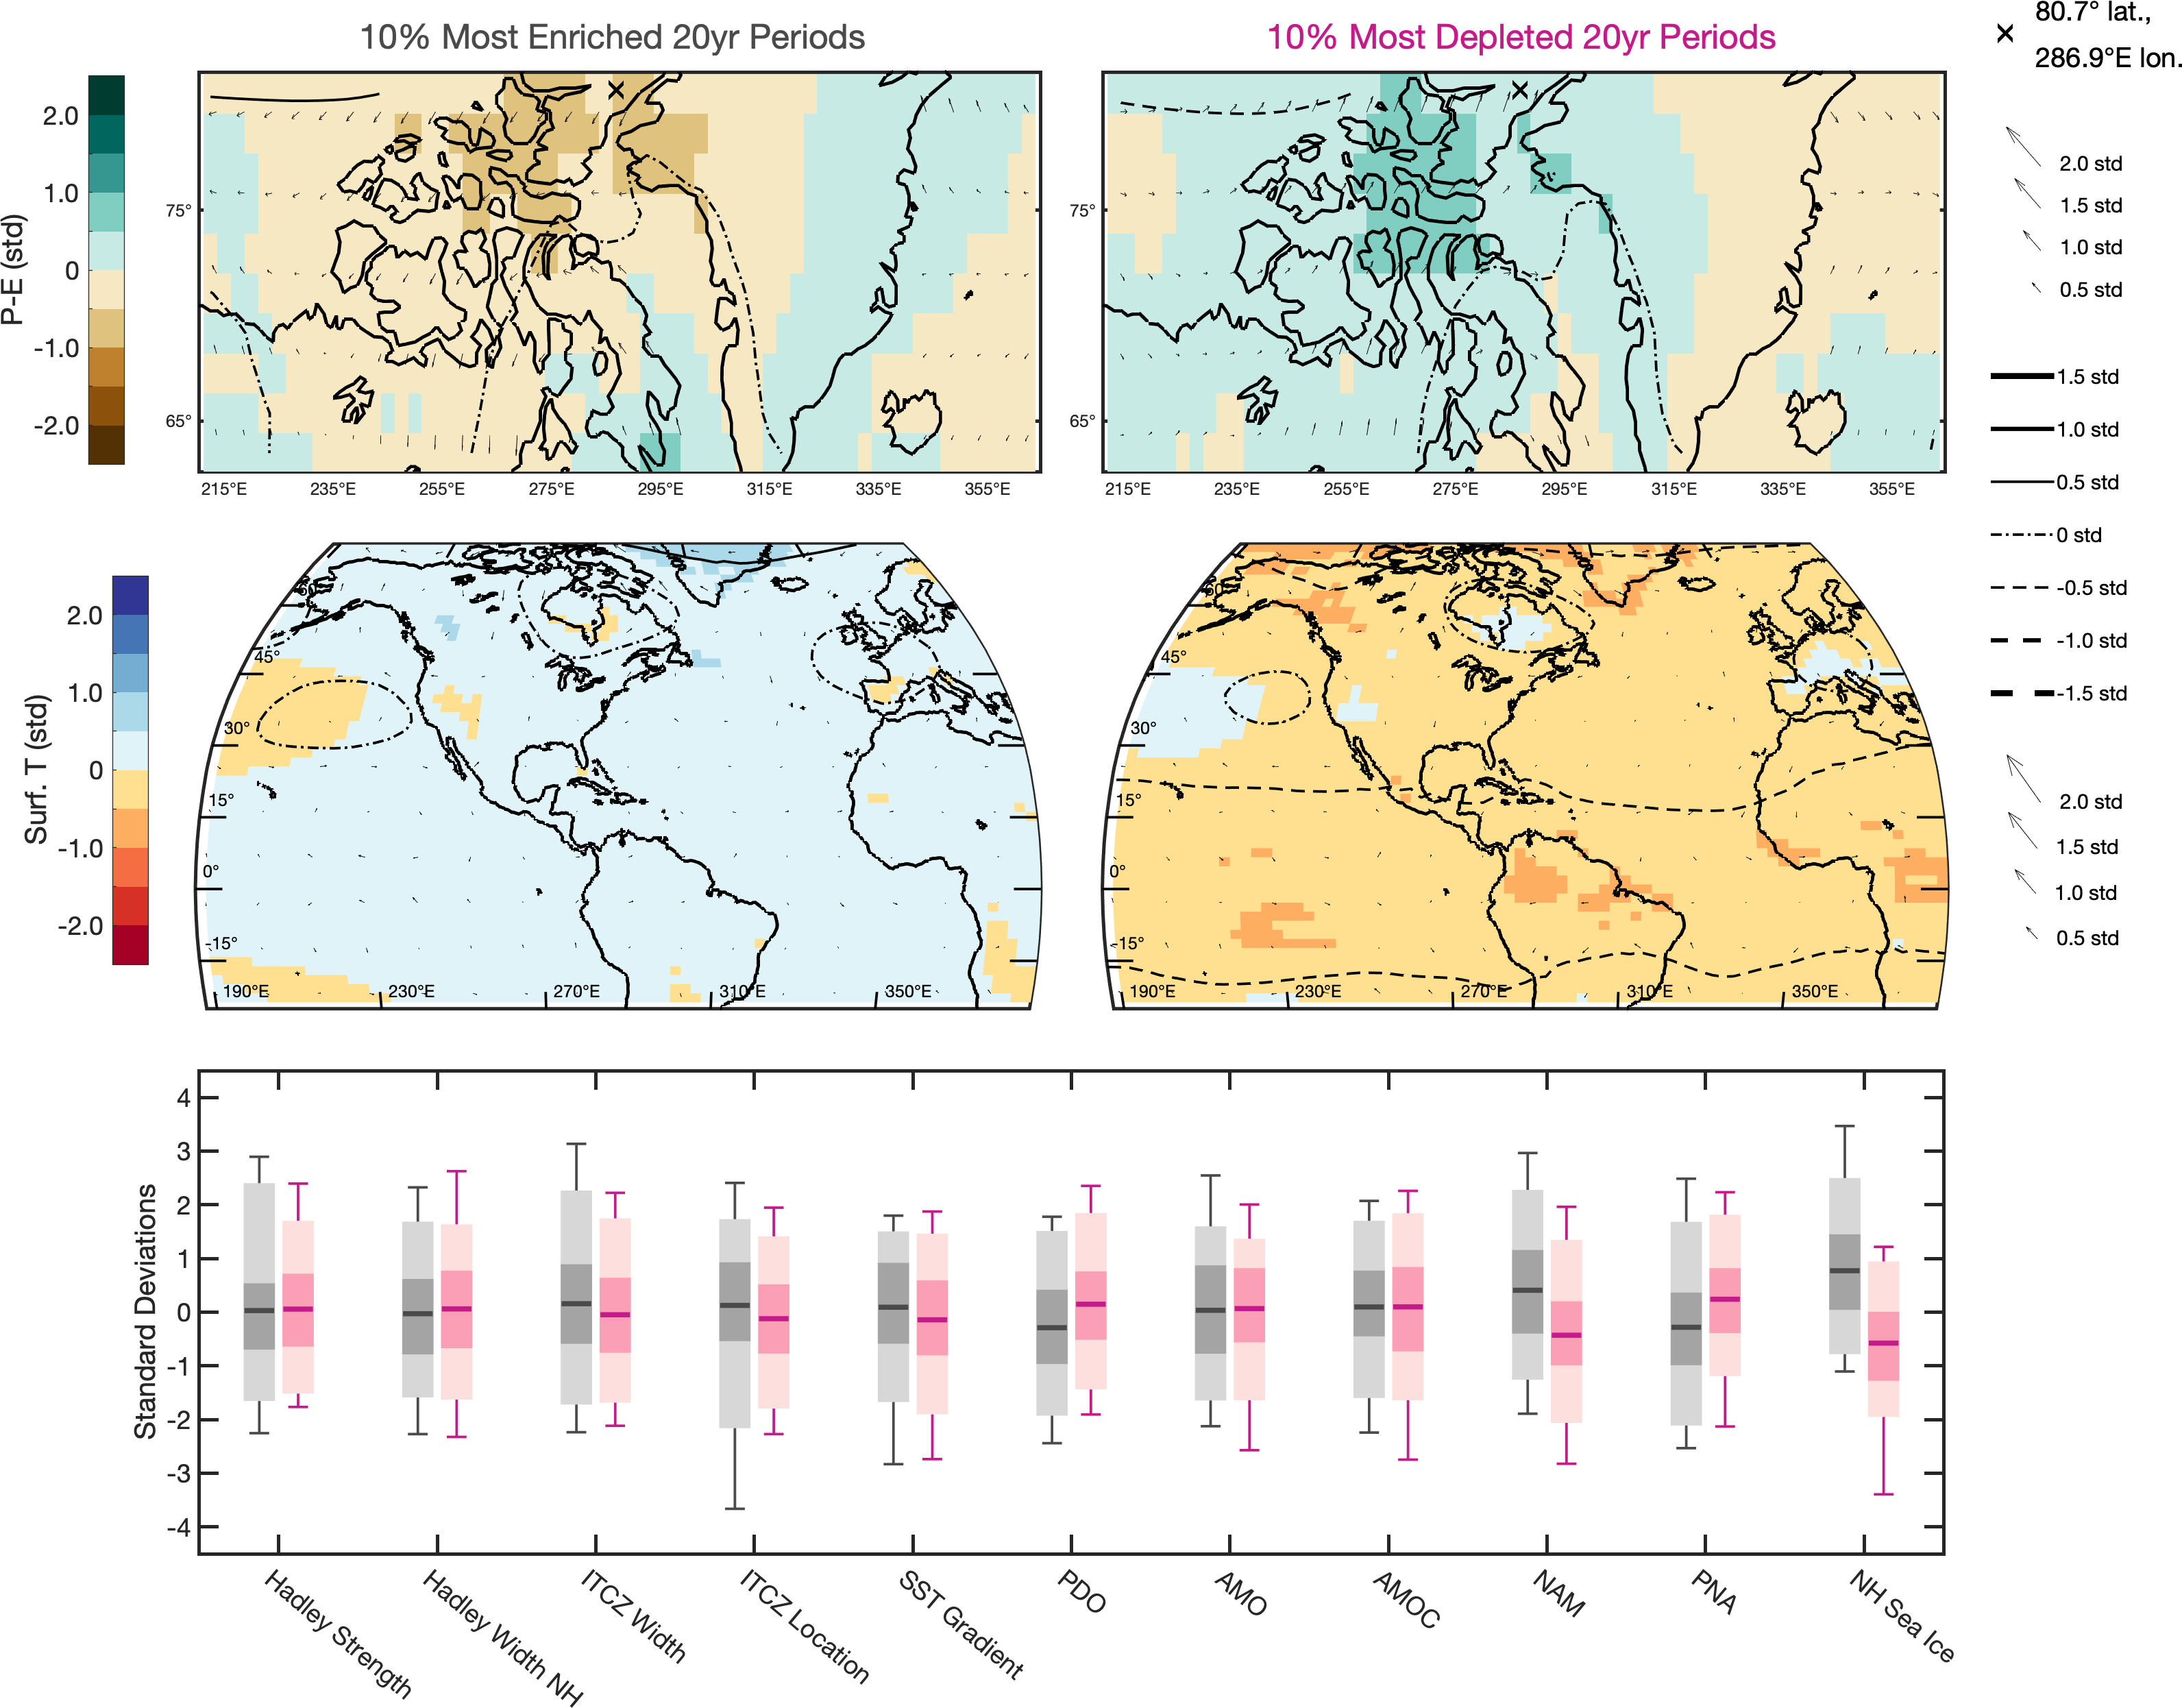 10% Most Enriched 20yr Periods
10% Most Depleted 20yr Periods
80.7° lat.,
286.9°E lon.
P-E (std)
2.0
1.0
0
-1.0
-2.0
75°
65°
215°E 235°E 255°E 275°E 295°E 315°E 335°E 355°E
75°
65°
215°E 235°E 255°E 275°E 295°E 315°E 335°E 355°E
2.0 std
1.5 std
1.0 std
0.5 std
1.5 std
1.0 std
0.5 std
0 std
-0.5 std
-1.0 std
-1.5 std
Surf. T (std)
2.0
1.0
0
-1.0
-2.0
60°
45°
30°
15°
0°
-15°
190°E 230°E 270°E 310°E 350°E
60°
45°
30°
15°
0°
-15°
190°E 230°E 270°E 310°E 350°E
2.0 std
1.5 std
1.0 std
0.5 std
Standard Deviations
4
3
2
1
0
-1
-2
-3
-4
Hadley Strength
Hadley Width NH
ITCZ Width
ITCZ Location
SST Gradient
PDO
AMO
AMOC
NAM
PNA
NH Sea Ice